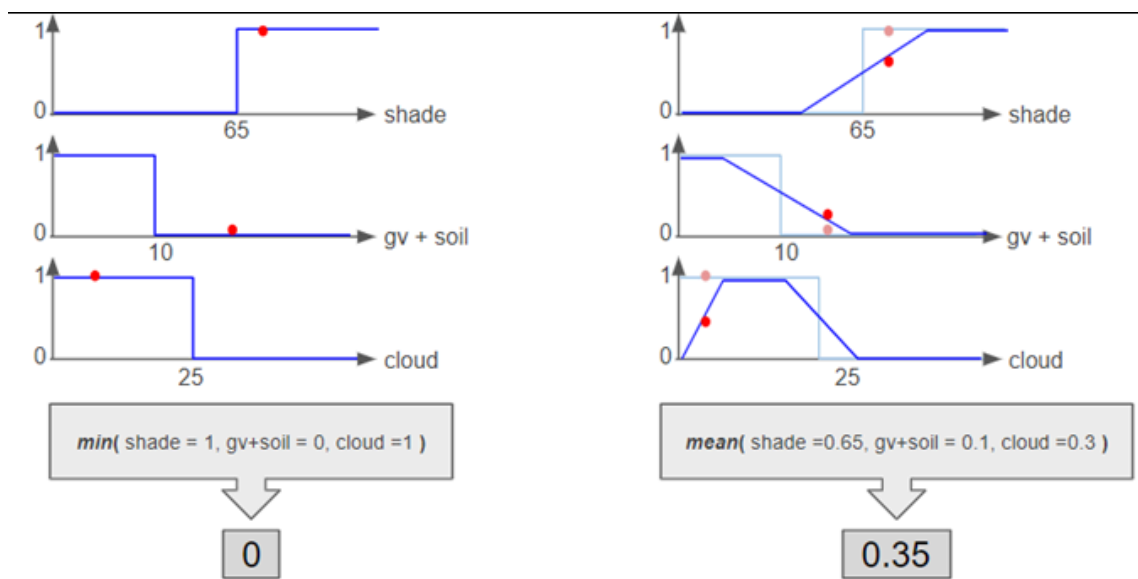 1
0
shade
65
1
0
gv + soil
10
1
0
cloud
25
min( shade = 1, gv+soil = 0, cloud =1 )
0
1
0
shade
65
1
0
gv + soil
10
1
0
cloud
25
mean( shade =0.65, gv+soil = 0.1, cloud =0.3 )
0.35